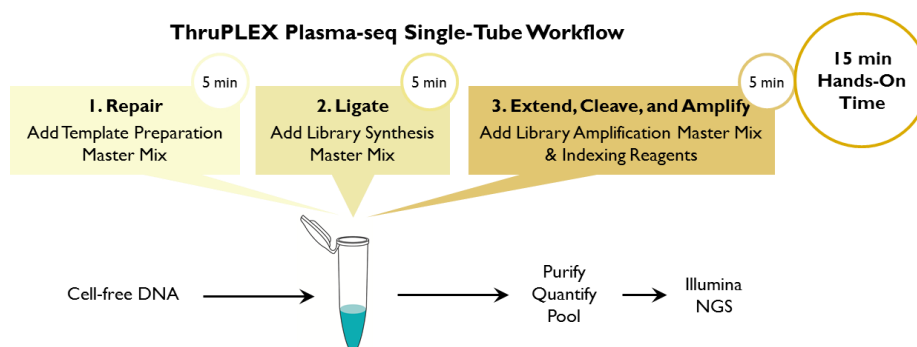 ThruPLEX Plasma-seq Single-Tube Workflow
5 min
1. Repair
Add Template Preparation
Master Mix
5 min
2. Ligate
Add Library Synthesis
Master Mix
5 min
3. Extend, Cleave, and Amplify
Add Library Amplification Master Mix
& Indexing Reagents
15 min
Hands-On
Time
Cell-free DNA
Purify
Quantify
Pool
Illumina
NGS